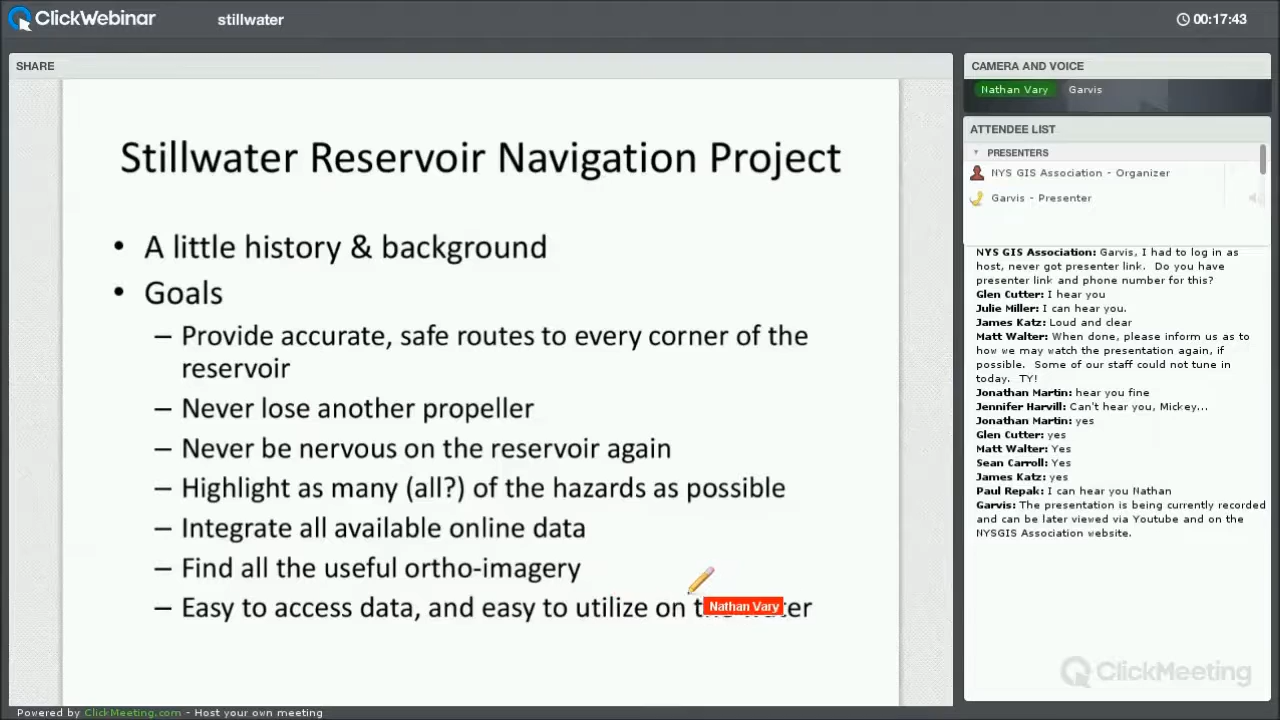 ClickWebinar
stillwater
00:17:43
SHARE
Stillwater Reservoir Navigation Project
• A little history & background
• Goals
– Provide accurate, safe routes to every corner of the
reservoir
– Never lose another propeller
– Never be nervous on the reservoir again
– Highlight as many (all?) of the hazards as possible
– Integrate all available online data
– Find all the useful ortho-imagery
– Easy to access data, and easy to utilize on
Nathan Vary
CAMERA AND VOICE
Nathan Vary Garvis
ATTENDEE LIST
PRESENTERS
NYS GIS Association - Organizer
Garvis - Presenter
NYS GIS Association: Garvis, I had to log in as
host, never got presenter link. Do you have
presenter link and phone number for this?
Glen Cutter: I hear you
Julie Miller: I can hear you.
James Katz: Loud and clear
Matt Walter: When done, please inform us as to
how we may watch the presentation again, if
possible. Some of our staff could not tune in
today. TY!
Jonathan Martin: hear you fine
Jennifer Harvill: Can't hear you, Mickey...
Jonathan Martin: yes
Glen Cutter: yes
Matt Walter: Yes
Sean Carroll: Yes
James Katz: yes
Paul Repak: I can hear you Nathan
Garvis: The presentation is being currently recorded
and can be later viewed via Youtube and on the
NYSGIS Association website.
ClickMeeting
Powered by ClickMeeting.com - Host your own meeting